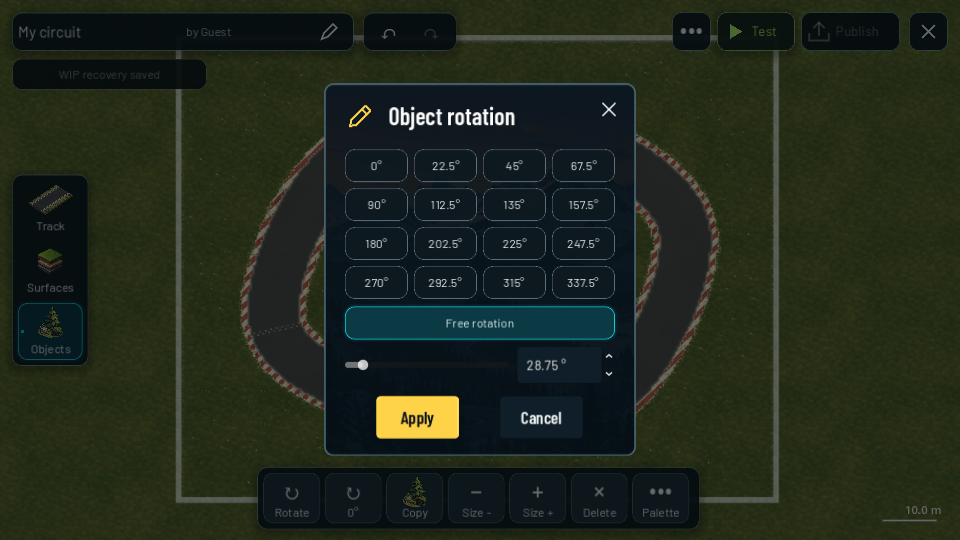 My circuit
by Guest
Test
Publish
WIP recovery saved
Object rotation
0° 22.5° 45° 67.5°
90° 112.5° 135° 157.5°
180° 202.5° 225° 247.5°
270° 292.5° 315° 337.5°
Free rotation
28.75 °
Apply
Cancel
Track
Surfaces
Objects
Rotate
0°
Copy
Size -
Size +
Delete
Palette
10.0 m